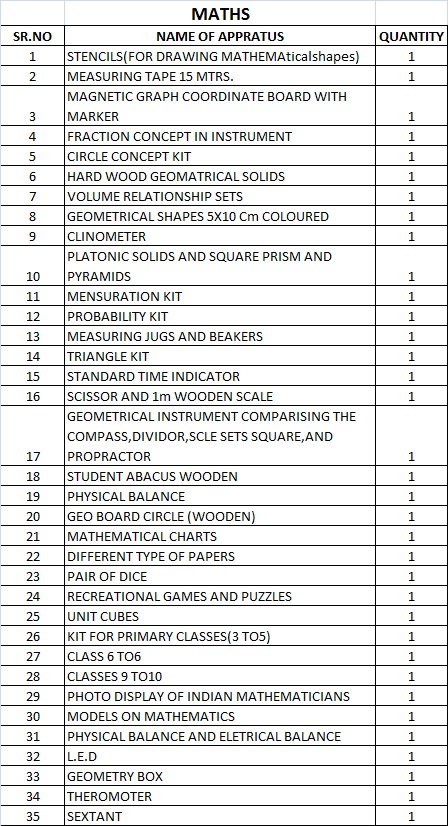 MATHS
SR.NO NAME OF APPRATUS QUANTITY
1 STENCILS(FOR DRAWING MATHEMAticalshapes) 1
2 MEASURING TAPE 15 MTRS. 1
MAGNETIC GRAPH COORDINATE BOARD WITH
3 MARKER 1
4 FRACTION CONCEPT IN INSTRUMENT 1
5 CIRCLE CONCEPT KIT 1
6 HARD WOOD GEOMATRICAL SOLIDS 1
7 VOLUME RELATIONSHIP SETS 1
8 GEOMETRICAL SHAPES 5X10 Cm COLOURED 1
9 CLINOMETER 1
PLATONIC SOLIDS AND SQUARE PRISM AND
10 PYRAMIDS 1
11 MENSURATION KIT 1
12 PROBABILITY KIT 1
13 MEASURING JUGS AND BEAKERS 1
14 TRIANGLE KIT 1
15 STANDARD TIME INDICATOR 1
16 SCISSOR AND 1m WOODEN SCALE 1
GEOMETRICAL INSTRUMENT COMPARISING THE
COMPASS,DIVIDOR,SCLE SETS SQUARE,AND
17 PROPRACTOR 1
18 STUDENT ABACUS WOODEN 1
19 PHYSICAL BALANCE 1
20 GEO BOARD CIRCLE (WOODEN) 1
21 MATHEMATICAL CHARTS 1
22 DIFFERENT TYPE OF PAPERS 1
23 PAIR OF DICE 1
24 RECREATIONAL GAMES AND PUZZLES 1
25 UNIT CUBES 1
26 KIT FOR PRIMARY CLASSES(3 TO5) 1
27 CLASS 6 TO6 1
28 CLASSES 9 TO10 1
29 PHOTO DISPLAY OF INDIAN MATHEMATICIANS 1
30 MODELS ON MATHEMATICS 1
31 PHYSICAL BALANCE AND ELETRICAL BALANCE 1
32 L.E.D 1
33 GEOMETRY BOX 1
34 THEROMOTER 1
35 SEXTANT 1